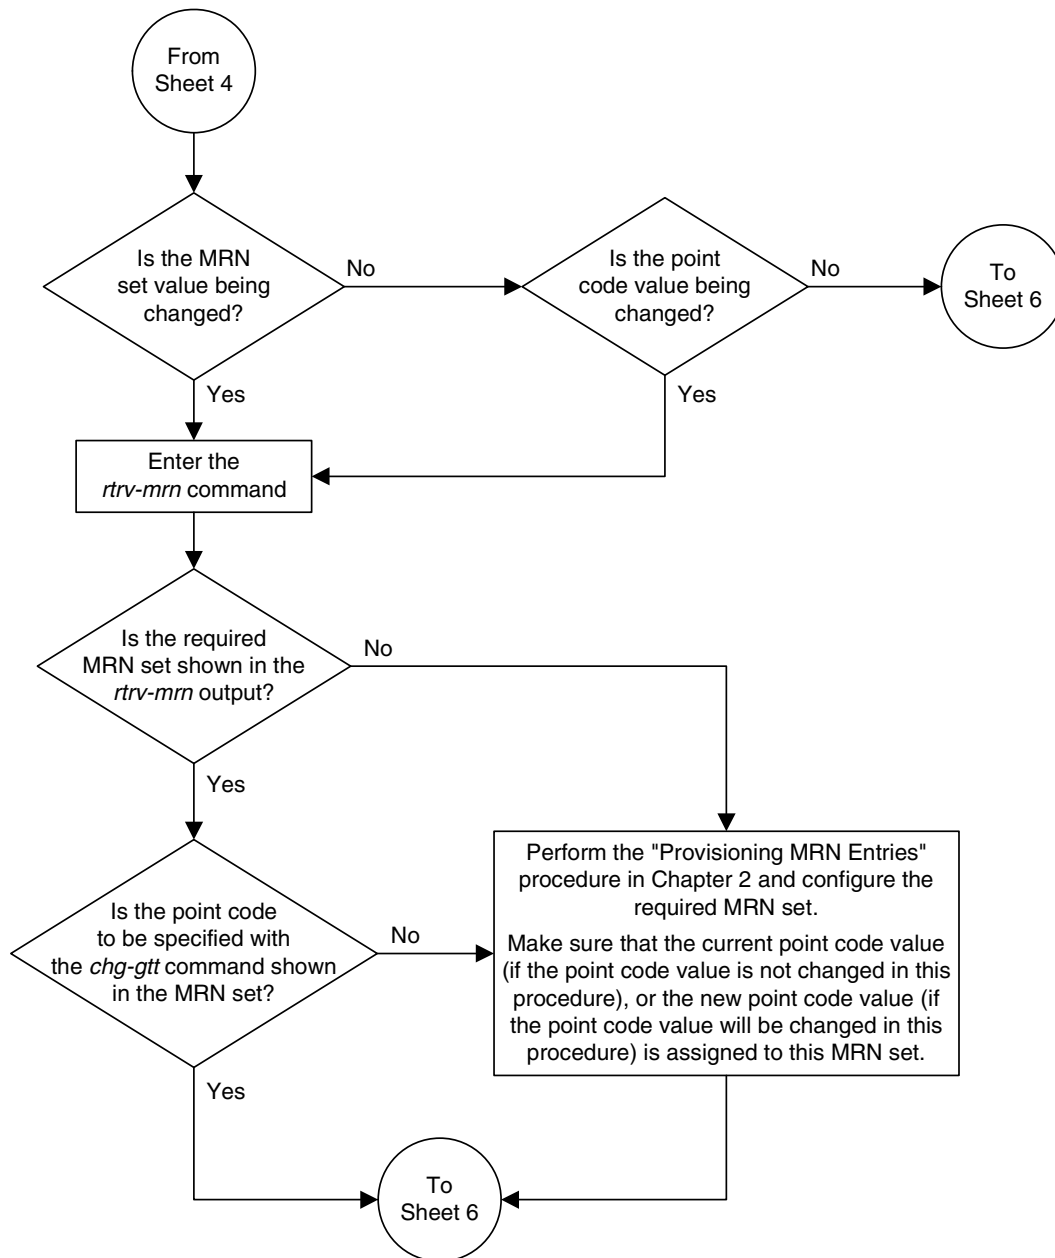 From
Sheet 4
Is the MRN
set value being
changed?
No
Is the point
code value being
changed?
No
To
Sheet 6
Yes
Yes
Enter the
rtrv-mrn command
Is the required
MRN set shown in the
rtrv-mrn output?
No
Yes
Is the point code
to be specified with
the chg-gtt command shown
in the MRN set?
No
Perform the "Provisioning MRN Entries"
procedure in Chapter 2 and configure the
required MRN set.
Make sure that the current point code value
(if the point code value is not changed in this
procedure), or the new point code value (if
the point code value will be changed in this
procedure) is assigned to this MRN set.
Yes
To
Sheet 6